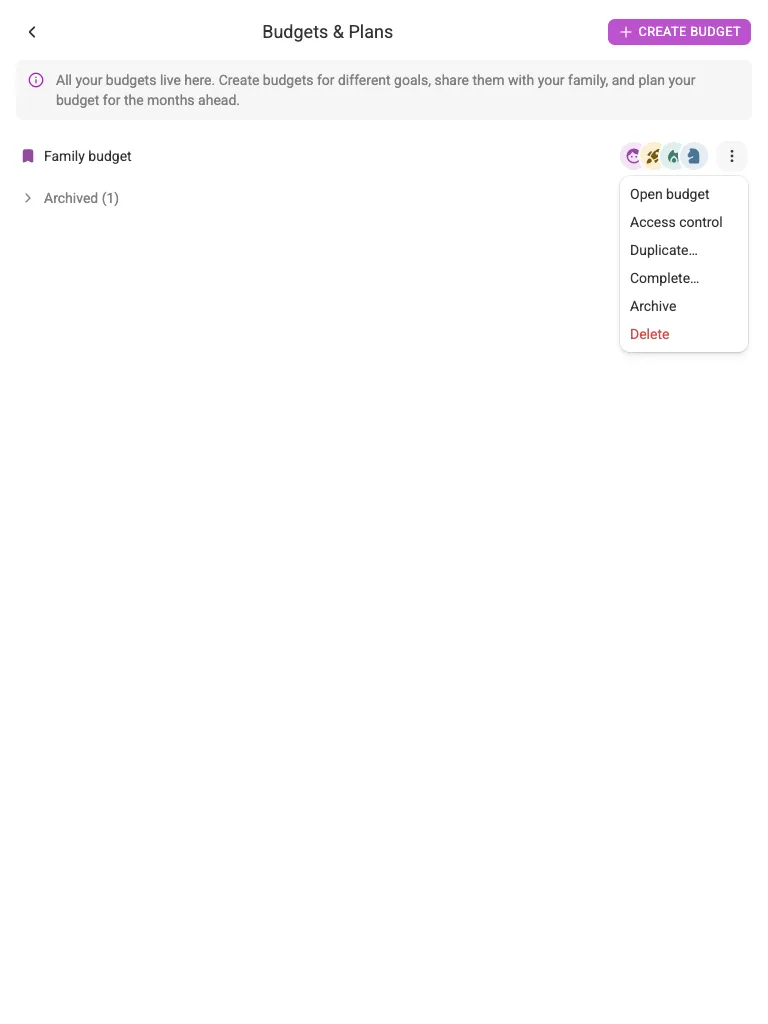 Budgets & Plans
CREATE BUDGET
All your budgets live here. Create budgets for different goals, share them with your family, and plan your
budget for the months ahead.
Family budget
Archived (1)
Open budget
Access control
Duplicate…
Complete…
Archive
Delete